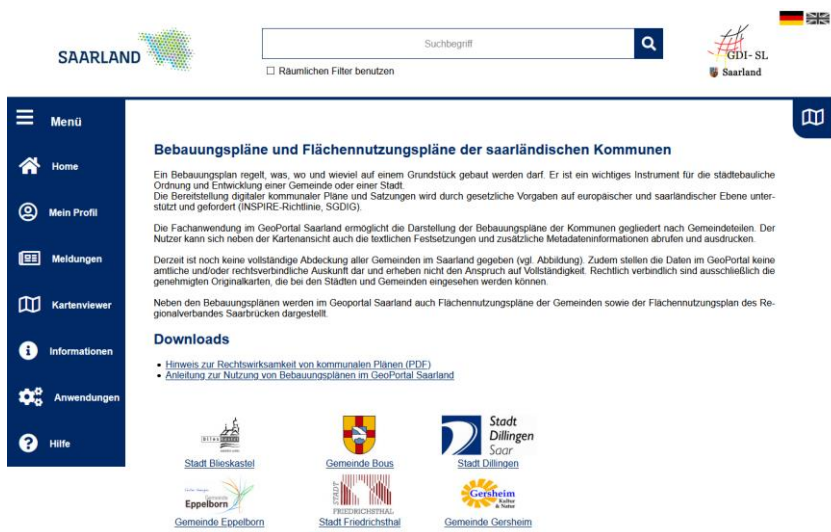 SAARLAND
Suchbegriff
Räumlichen Filter benutzen
GDI-SL
Saarland
Menü
Home
Mein Profil
Meldungen
Kartenviewer
Informationen
Anwendungen
Hilfe
Bebauungspläne und Flächennutzungspläne der saarländischen Kommunen
Ein Bebauungsplan regelt, was, wo und wieviel auf einem Grundstück gebaut werden darf. Er ist ein wichtiges Instrument für die städtebauliche
Ordnung und Entwicklung einer Gemeinde oder einer Stadt.
Die Bereitstellung digitaler kommunaler Pläne und Satzungen wird durch gesetzliche Vorgaben auf europäischer und saarländischer Ebene unter-
stützt und gefordert (INSPIRE-Richtlinie, SGDIG).
Die Fachanwendung im GeoPortal Saarland ermöglicht die Darstellung der Bebauungspläne der Kommunen gegliedert nach Gemeindeteilen. Der
Nutzer kann sich neben der Kartenansicht auch die textlichen Festsetzungen und zusätzliche Metadateninformationen abrufen und ausdrucken.
Derzeit ist noch keine vollständige Abdeckung aller Gemeinden im Saarland gegeben (vgl. Abbildung). Zudem stellen die Daten im GeoPortal keine
amtliche und/oder rechtsverbindliche Auskunft dar und erheben nicht den Anspruch auf Vollständigkeit. Rechtlich verbindlich sind ausschließlich die
genehmigten Originalkarten, die bei den Städten und Gemeinden eingesehen werden können.
Neben den Bebauungsplänen werden im Geoportal Saarland auch Flächennutzungspläne der Gemeinden sowie der Flächennutzungsplan des Re-
gionalverbandes Saarbrücken dargestellt.
Downloads
Hinweis zur Rechtswirksamkeit von kommunalen Plänen (PDF)
Anleitung zur Nutzung von Bebauungsplänen im GeoPortal Saarland
Stadt
Dillingen
Saar
Stadt Blieskastel
Gemeinde Bous
Stadt Dillingen
Gemeinde
Eppelborn
STADT
FRIEDRICHSTHAL
Gersheim
Kultur
& Natur
Gemeinde Eppelborn
Stadt Friedrichsthal
Gemeinde Gersheim